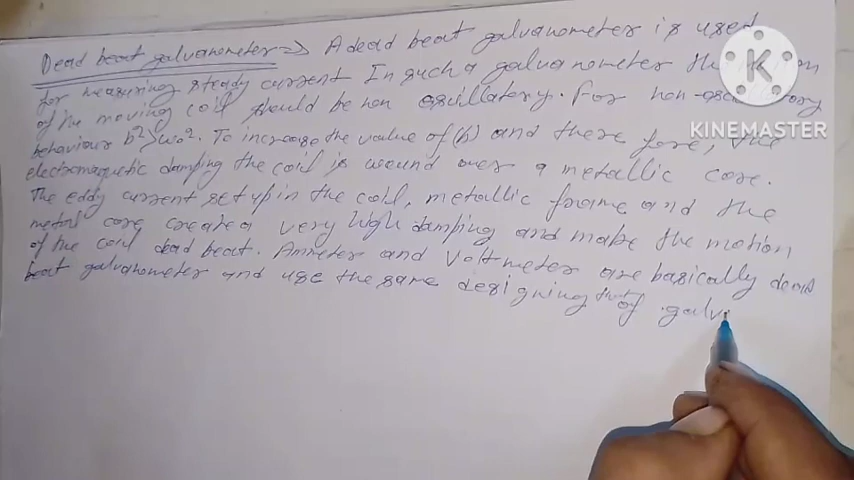 Dead beat galvanometer => A dead beat galvanometer is used
for measuring steady current In such a galvanometer the
of the moving coil should be non oscillatory. For non-oscillatory
behaviour b²>ω₀². To increase the value of (b) and there fore, the
electromagnetic damping the coil is wound over a metallic core.
The eddy current set up in the coil, metallic frame and the
metal core create a very high damping and make the motion
of the coil dead beat. Ammeter and Voltmeter are basically dead
beat galvanometer and use the same designing that of galv
KINEMASTER